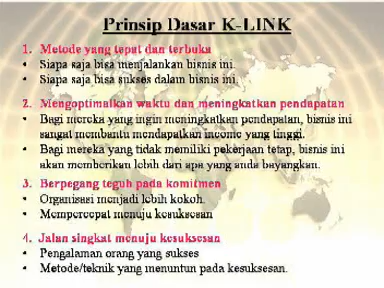 Prinsip Dasar K-LINK
1. Metode yang tepat dan terbuka
• Siapa saja bisa menjalankan bisnis ini.
• Siapa saja bisa sukses dalam bisnis ini.
2. Mengoptimalkan waktu dan meningkatkan pendapatan
• Bagi mereka yang ingin meningkatkan pendapatan, bisnis ini
sangat membantu mendapatkan income yang tinggi.
• Bagi mereka yang tidak memiliki pekerjaan tetap, bisnis ini
akan memberikan lebih dari apa yang anda bayangkan.
3. Berpegang teguh pada komitmen
• Organisasi menjadi lebih kokoh.
• Mempercepat menuju kesuksesan
4. Jalan singkat menuju kesuksesan
• Pengalaman orang yang sukses
• Metode/teknik yang menuntun pada kesuksesan.